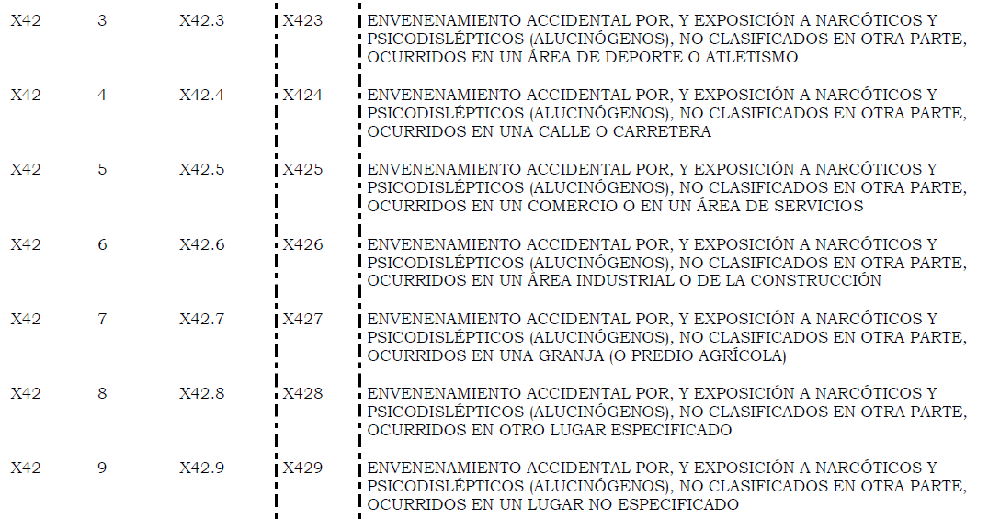 X42 3 X42.3 X423 ENVENENAMIENTO ACCIDENTAL POR, Y EXPOSICIÓN A NARCÓTICOS Y
PSICODISLÉPTICOS (ALUCINÓGENOS), NO CLASIFICADOS EN OTRA PARTE,
OCURRIDOS EN UN ÁREA DE DEPORTE O ATLETISMO
X42 4 X42.4 X424 ENVENENAMIENTO ACCIDENTAL POR, Y EXPOSICIÓN A NARCÓTICOS Y
PSICODISLÉPTICOS (ALUCINÓGENOS), NO CLASIFICADOS EN OTRA PARTE,
OCURRIDOS EN UNA CALLE O CARRETERA
X42 5 X42.5 X425 ENVENENAMIENTO ACCIDENTAL POR, Y EXPOSICIÓN A NARCÓTICOS Y
PSICODISLÉPTICOS (ALUCINÓGENOS), NO CLASIFICADOS EN OTRA PARTE,
OCURRIDOS EN UN COMERCIO O EN UN ÁREA DE SERVICIOS
X42 6 X42.6 X426 ENVENENAMIENTO ACCIDENTAL POR, Y EXPOSICIÓN A NARCÓTICOS Y
PSICODISLÉPTICOS (ALUCINÓGENOS), NO CLASIFICADOS EN OTRA PARTE,
OCURRIDOS EN UN ÁREA INDUSTRIAL O DE LA CONSTRUCCIÓN
X42 7 X42.7 X427 ENVENENAMIENTO ACCIDENTAL POR, Y EXPOSICIÓN A NARCÓTICOS Y
PSICODISLÉPTICOS (ALUCINÓGENOS), NO CLASIFICADOS EN OTRA PARTE,
OCURRIDOS EN UNA GRANJA (O PREDIO AGRÍCOLA)
X42 8 X42.8 X428 ENVENENAMIENTO ACCIDENTAL POR, Y EXPOSICIÓN A NARCÓTICOS Y
PSICODISLÉPTICOS (ALUCINÓGENOS), NO CLASIFICADOS EN OTRA PARTE,
OCURRIDOS EN OTRO LUGAR ESPECIFICADO
X42 9 X42.9 X429 ENVENENAMIENTO ACCIDENTAL POR, Y EXPOSICIÓN A NARCÓTICOS Y
PSICODISLÉPTICOS (ALUCINÓGENOS), NO CLASIFICADOS EN OTRA PARTE,
OCURRIDOS EN UN LUGAR NO ESPECIFICADO